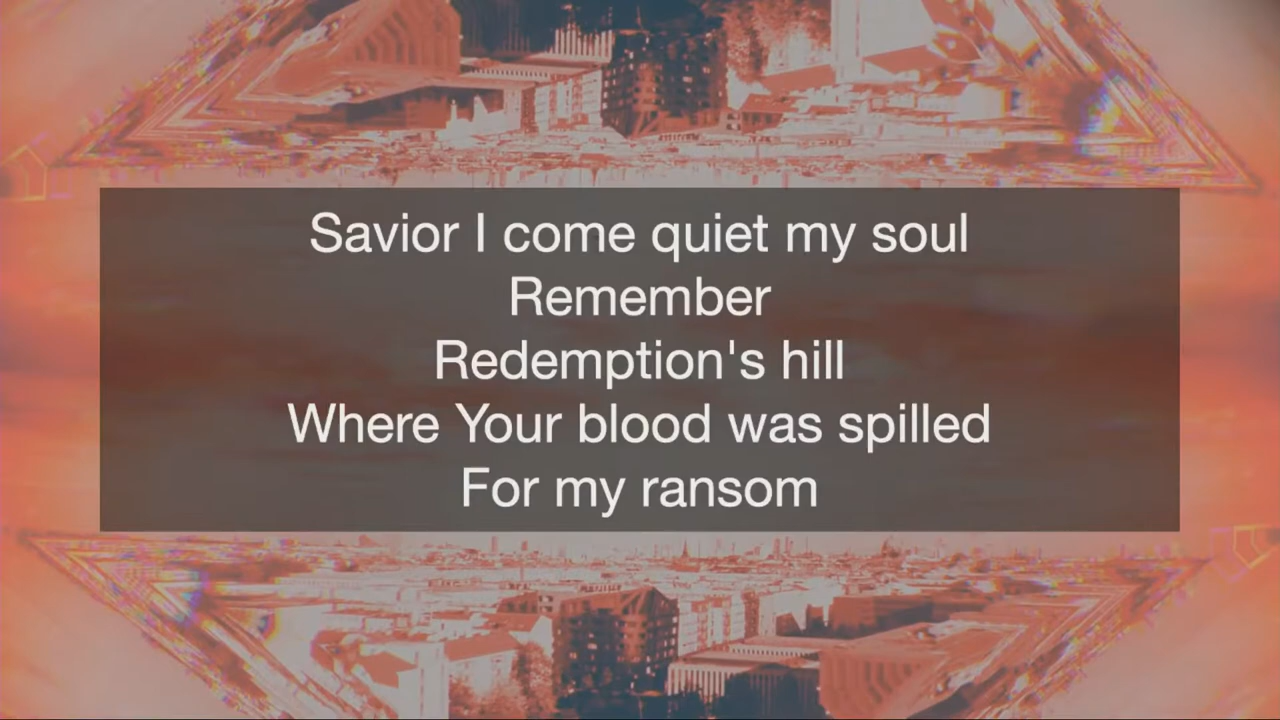 Savior I come quiet my soul
Remember
Redemption's hill
Where Your blood was spilled
For my ransom